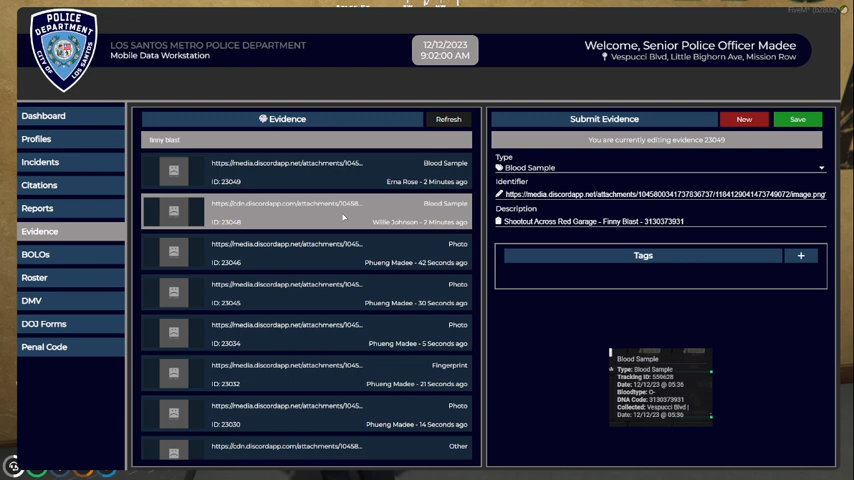 FiveM* (b2802)
POLICE
DEPARTMENT
CITY OF LOS SANTOS
LOS SANTOS METRO POLICE DEPARTMENT
Mobile Data Workstation
12/12/2023
9:02:00 AM
Welcome, Senior Police Officer Madee
Vespucci Blvd, Little Bighorn Ave, Mission Row
Dashboard
Profiles
Incidents
Citations
Reports
Evidence
BOLOs
Roster
DMV
DOJ Forms
Penal Code
Evidence
Refresh
finny blast
https://media.discordapp.net/attachments/1045... Blood Sample
ID: 23049 Erna Rose - 2 Minutes ago
https://cdn.discordapp.com/attachments/10458... Blood Sample
ID: 23048 Willie Johnson - 2 Minutes ago
https://media.discordapp.net/attachments/1045... Photo
ID: 23046 Phueng Madee - 42 Seconds ago
https://media.discordapp.net/attachments/1045... Photo
ID: 23045 Phueng Madee - 30 Seconds ago
https://media.discordapp.net/attachments/1045... Photo
ID: 23034 Phueng Madee - 5 Seconds ago
https://media.discordapp.net/attachments/1045... Fingerprint
ID: 23032 Phueng Madee - 21 Seconds ago
https://media.discordapp.net/attachments/1045... Photo
ID: 23030 Phueng Madee - 14 Seconds ago
https://cdn.discordapp.com/attachments/10458... Other
Submit Evidence
New
Save
You are currently editing evidence 23049
Type
Blood Sample
Identifier
https://media.discordapp.net/attachments/1045800341737836737/1184129041473749072/image.png
Description
Shootout Across Red Garage - Finny Blast - 3130373931
Tags
+
Blood Sample
Type: Blood Sample
Tracking ID: 559628
Date: 12/12/23 @ 05:36
Bloodtype: O-
DNA Code: 3130373931
Collected: Vespucci Blvd |
Date: 12/12/23 @ 05:36